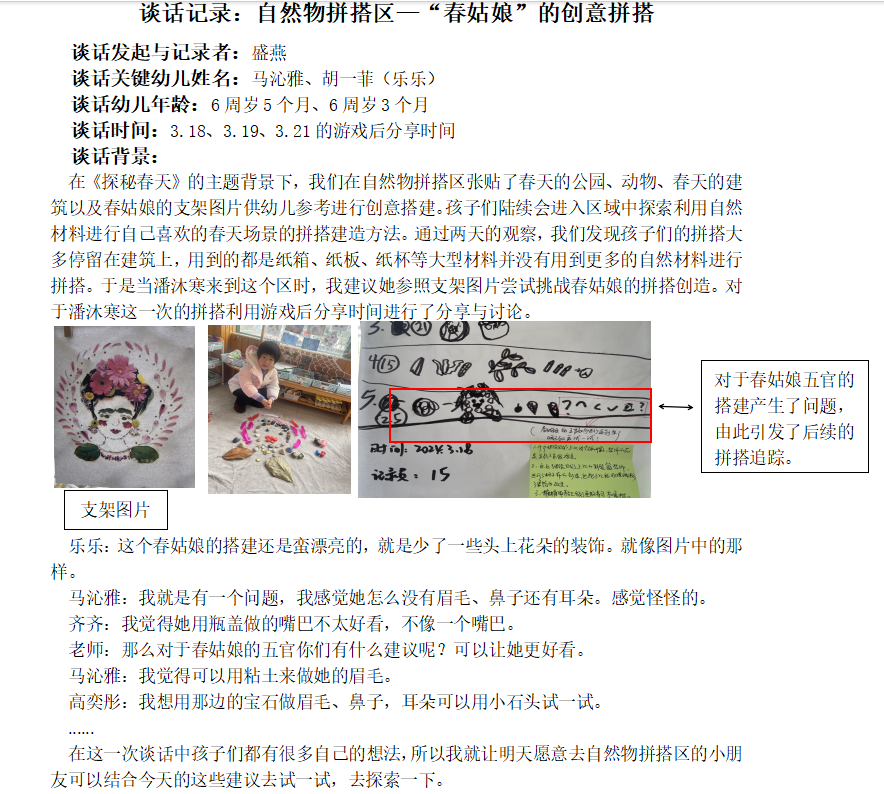 谈话记录：自然物拼搭区—“春姑娘”的创意拼搭
谈话发起与记录者：盛燕
谈话关键幼儿姓名：马沁雅、胡一菲（乐乐）
谈话幼儿年龄：6 周岁 5 个月、6 周岁 3 个月
谈话时间：3.18、3.19、3.21 的游戏后分享时间
谈话背景：
在《探秘春天》的主题背景下，我们在自然物拼搭区张贴了春天的公园、动物、春天的建
筑以及春姑娘的支架图片供幼儿参考进行创意搭建。孩子们陆续会进入区域中探索利用自然
材料进行自己喜欢的春天场景的拼搭建造方法。通过两天的观察，我们发现孩子们的拼搭大
多停留在建筑上，用到的都是纸箱、纸板、纸杯等大型材料并没有用到更多的自然材料进行
拼搭。于是当潘沐寒来到这个区时，我建议她参照支架图片尝试挑战春姑娘的拼搭创造。对
于潘沐寒这一次的拼搭利用游戏后分享时间进行了分享与讨论。
5.
21
4
15
5.
25
时间：2024.3.18
记录员：15
对于春姑娘五官的
搭建产生了问题，
由此引发了后续的
拼搭追踪。
支架图片
乐乐：这个春姑娘的搭建还是蛮漂亮的，就是少了一些头上花朵的装饰。就像图片中的那
样。
马沁雅：我就是有一个问题，我感觉她怎么没有眉毛、鼻子还有耳朵。感觉怪怪的。
齐齐：我觉得她用瓶盖做的嘴巴不太好看，不像一个嘴巴。
老师：那么对于春姑娘的五官你们有什么建议呢？可以让她更好看。
马沁雅：我觉得可以用粘土来做她的眉毛。
高奕彤：我想用那边的宝石做眉毛、鼻子，耳朵可以用小石头试一试。
......
在这一次谈话中孩子们都有很多自己的想法，所以我就让明天愿意去自然物拼搭区的小朋
友可以结合今天的这些建议去试一试，去探索一下。